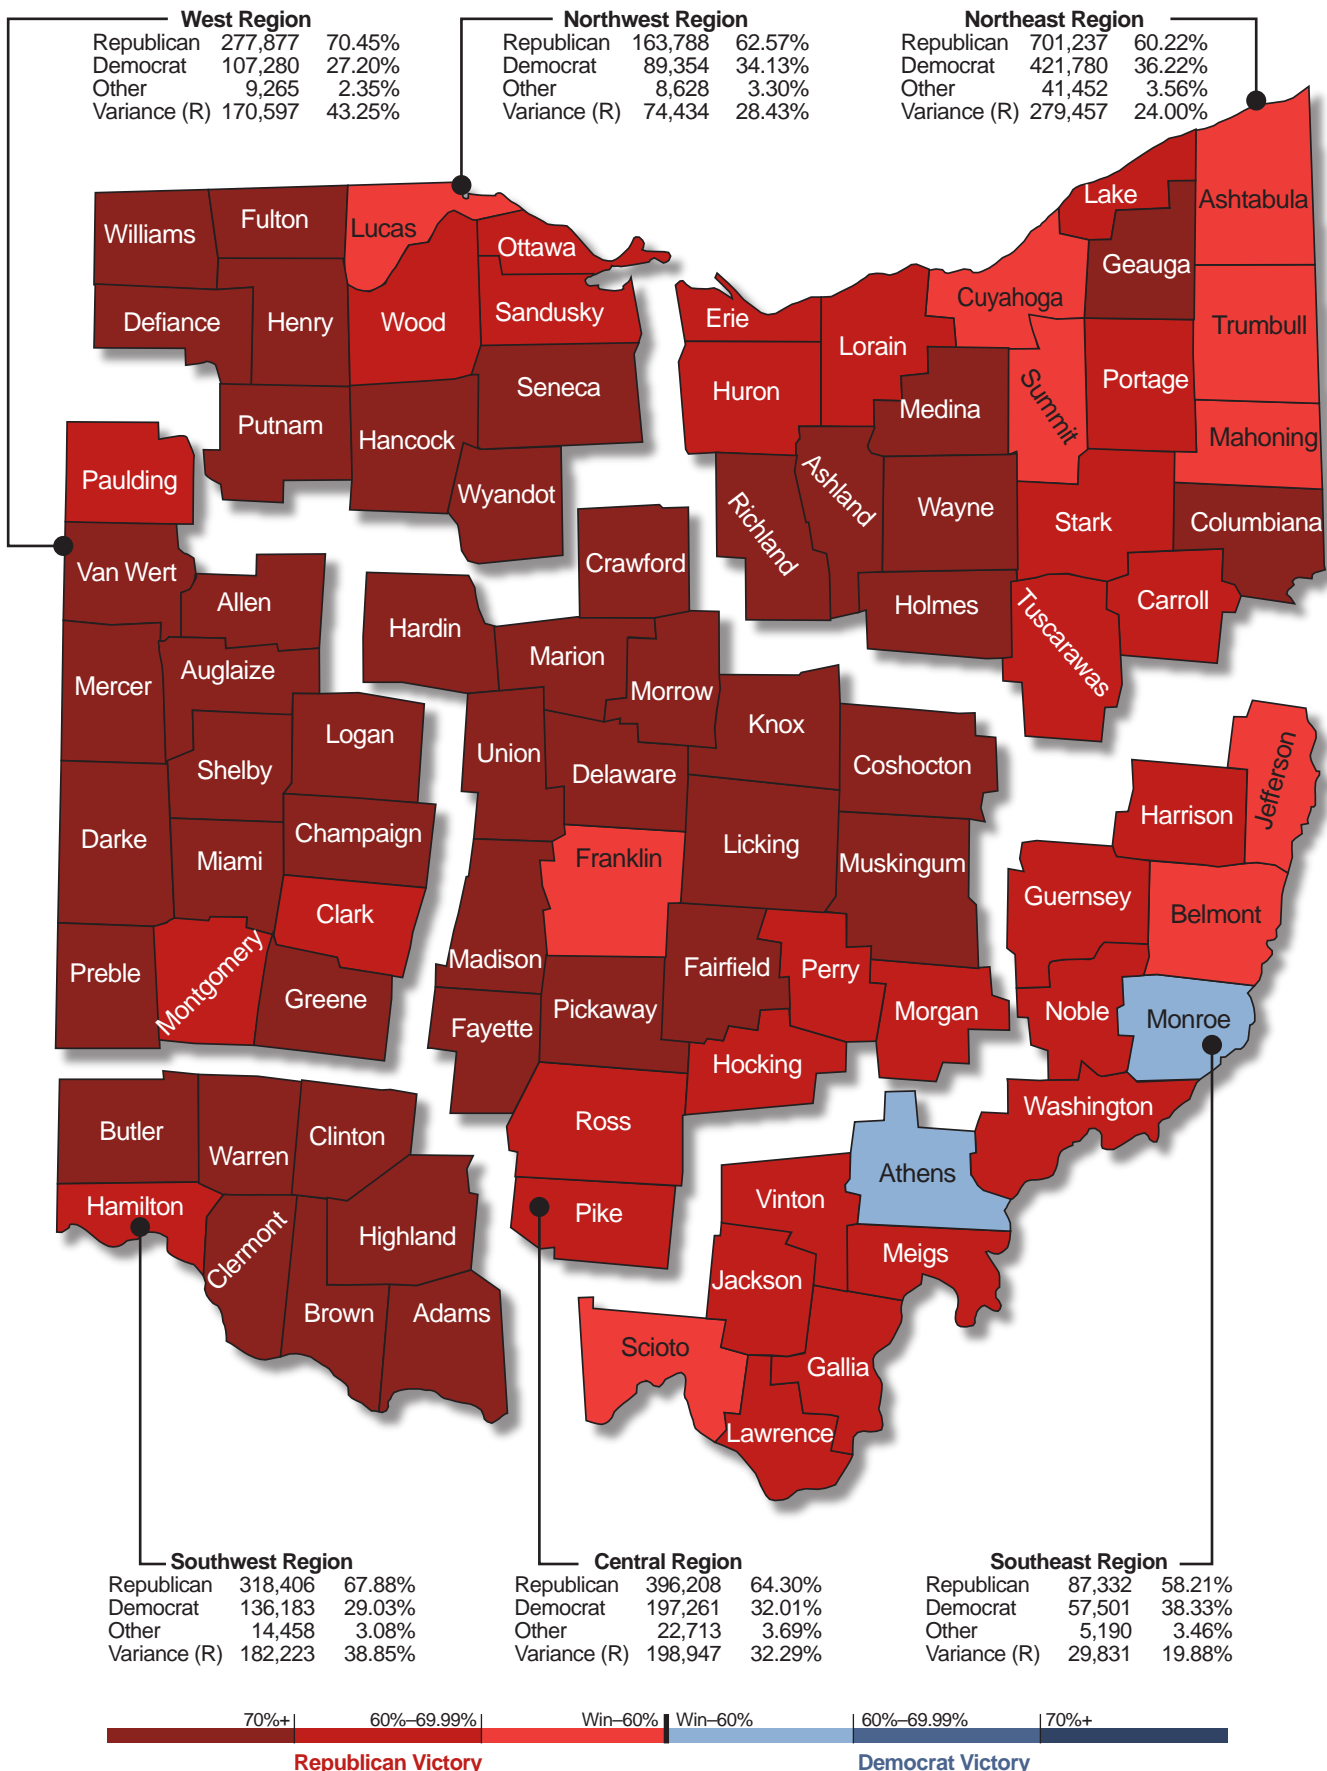 West Region
Republican 277,877 70.45%
Democrat 107,280 27.20%
Other 9,265 2.35%
Variance (R) 170,597 43.25%
Northwest Region
Republican 163,788 62.57%
Democrat 89,354 34.13%
Other 8,628 3.30%
Variance (R) 74,434 28.43%
Northeast Region
Republican 701,237 60.22%
Democrat 421,780 36.22%
Other 41,452 3.56%
Variance (R) 279,457 24.00%
Williams
Fulton
Lucas
Ottawa
Defiance
Henry
Wood
Sandusky
Seneca
Putnam
Hancock
Wyandot
Lake
Ashtabula
Geauga
Cuyahoga
Trumbull
Erie
Lorain
Huron
Medina
Summit
Portage
Mahoning
Richland
Ashland
Wayne
Stark
Columbiana
Holmes
Tuscarawas
Carroll
Paulding
Van Wert
Allen
Mercer
Auglaize
Logan
Shelby
Darke
Miami
Champaign
Clark
Preble
Montgomery
Greene
Crawford
Hardin
Marion
Morrow
Union
Delaware
Knox
Coshocton
Franklin
Licking
Muskingum
Madison
Fairfield
Perry
Morgan
Pickaway
Fayette
Hocking
Ross
Pike
Jefferson
Harrison
Guernsey
Belmont
Noble
Monroe
Washington
Athens
Vinton
Meigs
Jackson
Gallia
Scioto
Lawrence
Butler
Warren
Clinton
Hamilton
Clermont
Highland
Brown
Adams
Southwest Region
Republican 318,406 67.88%
Democrat 136,183 29.03%
Other 14,458 3.08%
Variance (R) 182,223 38.85%
Central Region
Republican 396,208 64.30%
Democrat 197,261 32.01%
Other 22,713 3.69%
Variance (R) 198,947 32.29%
Southeast Region
Republican 87,332 58.21%
Democrat 57,501 38.33%
Other 5,190 3.46%
Variance (R) 29,831 19.88%
70%+ 60%–69.99% Win–60% Win–60% 60%–69.99% 70%+
Republican Victory Democrat Victory